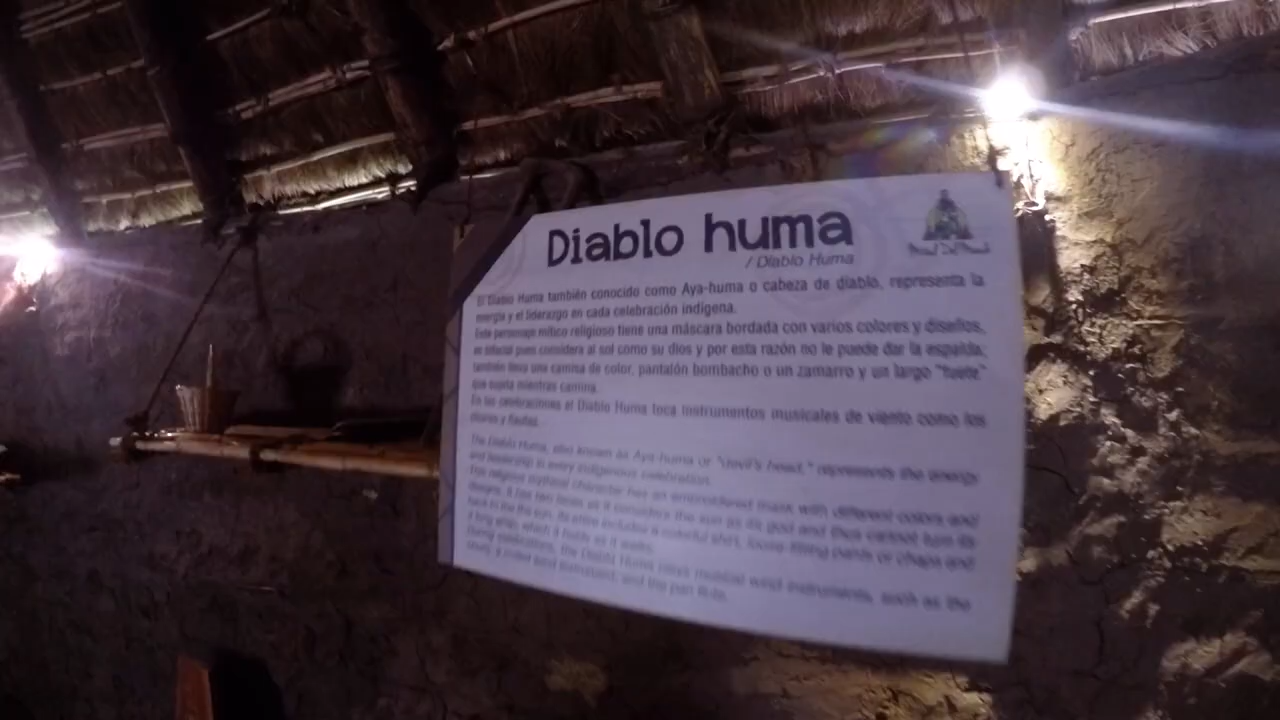 Diablo huma
/ Diablo Huma
El Diablo Huma también conocido como Aya-huma o cabeza de diablo, representa la
energía y el liderazgo en cada celebración indígena.
Este personaje mítico religioso tiene una máscara bordada con varios colores y diseños,
es bifacial pues considera al sol como su dios y por esta razón no le puede dar la espalda,
también lleva una camisa de color, pantalón bombacho o un zamarro y un largo "fuete"
que sujeta mientras camina.
En las celebraciones el Diablo Huma toca instrumentos musicales de viento como los
y flautas.
The Diablo Huma, also known as Aya-huma or "devil's head," represents the energy
and leadership in every indigenous celebration.
This religious mythical character has an embroidered mask with different colors and
designs. It has two faces as it considers the sun as its god and thus cannot turn its
back to the sun. Its attire includes a colorful shirt, loose-fitting pants or chaps and
a long whip, which it holds as it walks.
During celebrations, the Diablo Huma plays musical wind instruments, such as the
and the pan flute.